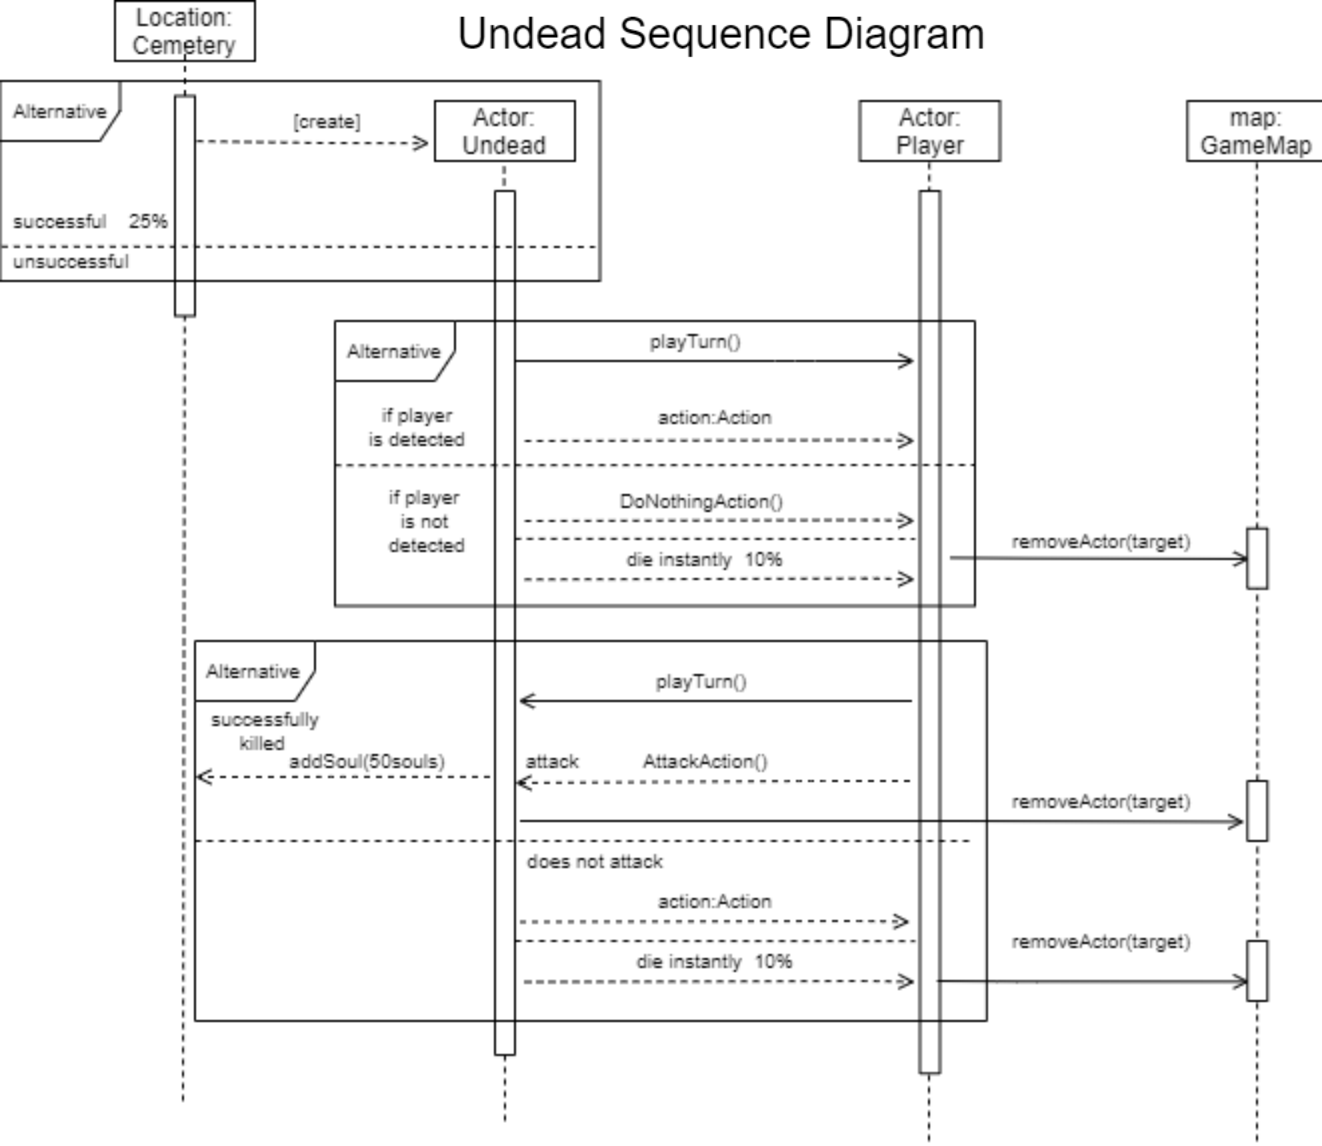 Location:
Cemetery
Undead Sequence Diagram
Alternative
[create]
Actor:
Undead
Actor:
Player
map:
GameMap
successful 25%
unsuccessful
Alternative
playTurn()
if player
is detected
action:Action
if player
is not
detected
DoNothingAction()
die instantly 10%
removeActor(target)
Alternative
playTurn()
successfully
killed
addSoul(50souls)
attack
AttackAction()
removeActor(target)
does not attack
action:Action
removeActor(target)
die instantly 10%